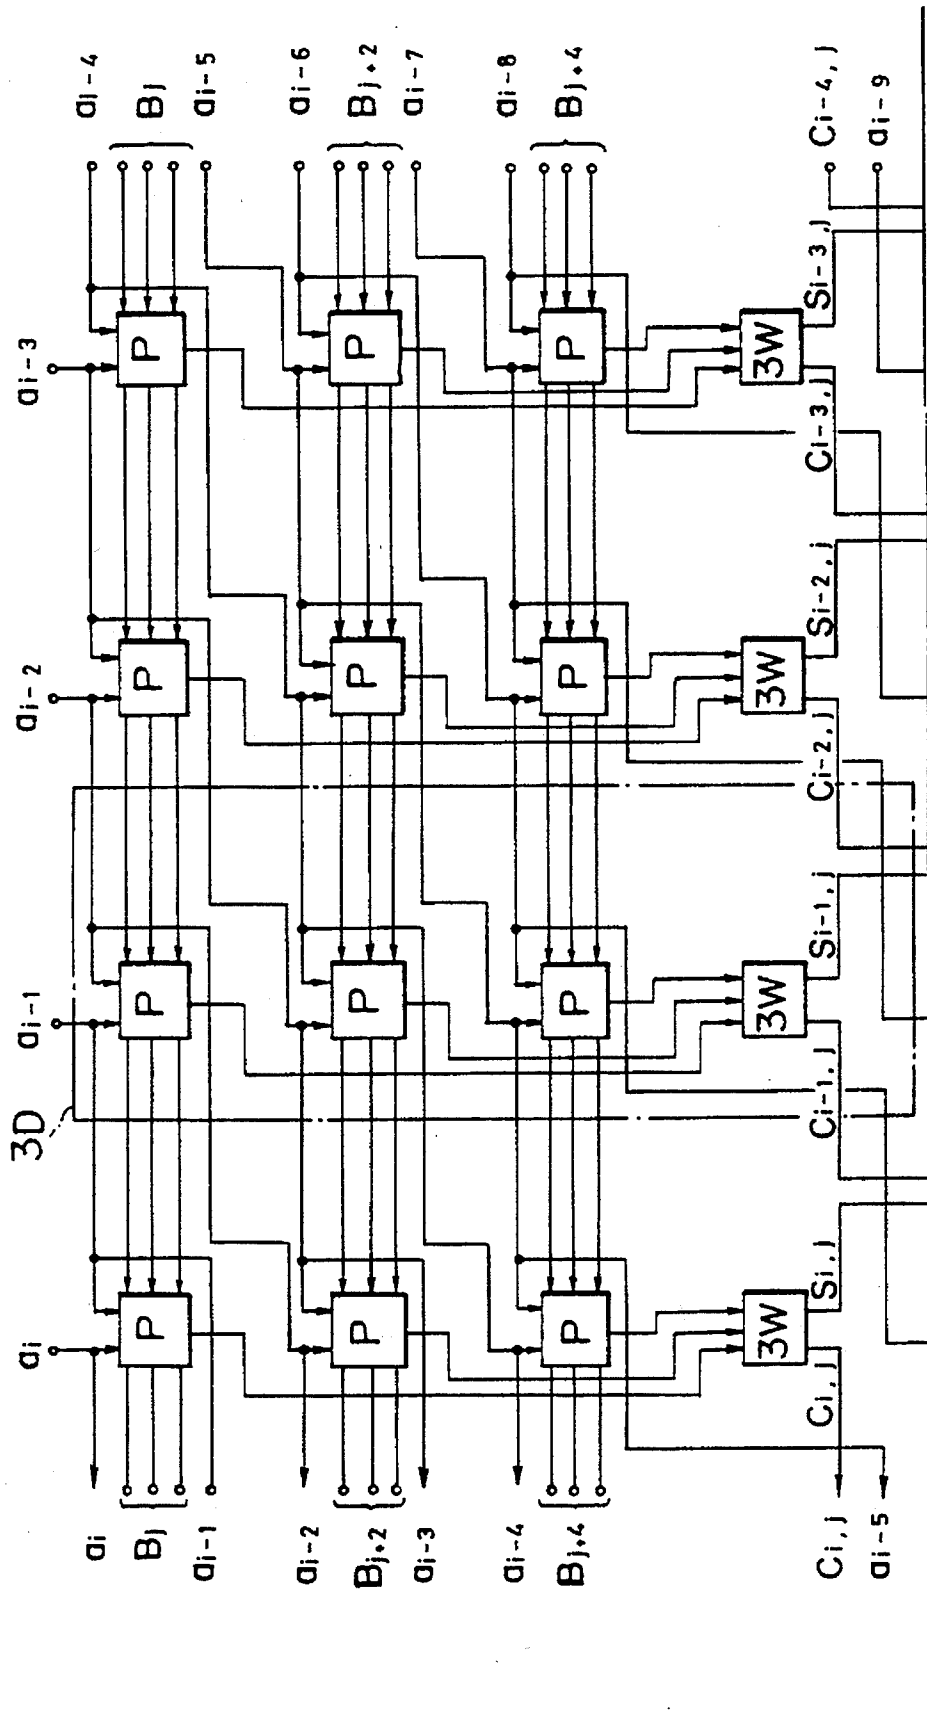 ai 3D ai-1 ai-2 ai-3
ai ai-4
Bj P P P P Bj
ai-1 ai-5
ai-2 ai-6
Bj+2 P P P P Bj+2
ai-3 ai-7
ai-4 ai-8
Bj+4 P P P P Bj+4
3W 3W 3W 3W
Ci,j Ci,j Si,j Ci-1,j Si-1,j Ci-2,j Si-2,j Ci-3,j Si-3,j Ci-4,j
ai-5 ai-9